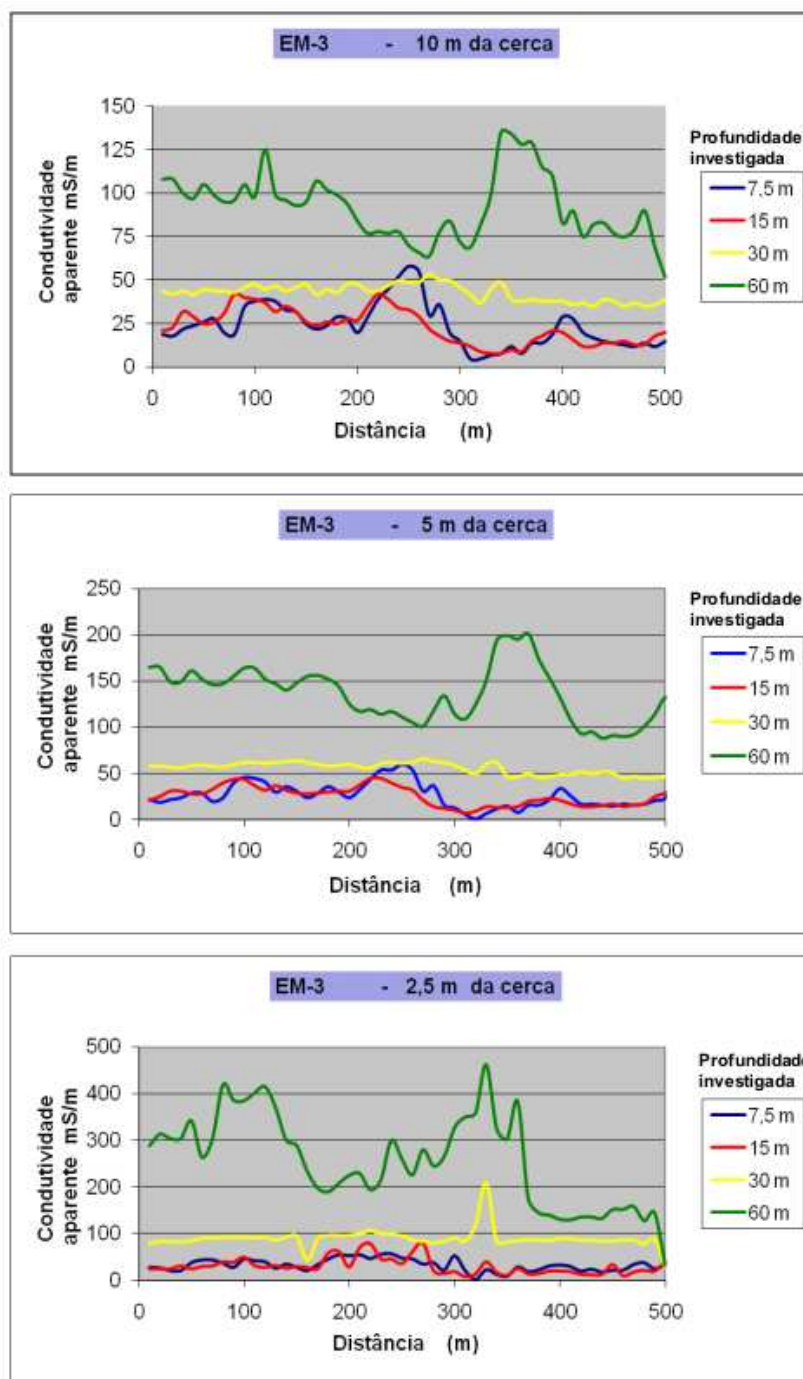 EM-3 - 10 m da cerca
Condutividade
aparente mS/m
150
125
100
75
50
25
0
0 100 200 300 400 500
Distância (m)
Profundidade
investigada
7,5 m
15 m
30 m
60 m
EM-3 - 5 m da cerca
Condutividade
aparente mS/m
250
200
150
100
50
0
0 100 200 300 400 500
Distância (m)
Profundidade
investigada
7,5 m
15 m
30 m
60 m
EM-3 - 2,5 m da cerca
Condutividade
aparente mS/m
500
400
300
200
100
0
0 100 200 300 400 500
Distância (m)
Profundidade
investigada
7,5 m
15 m
30 m
60 m